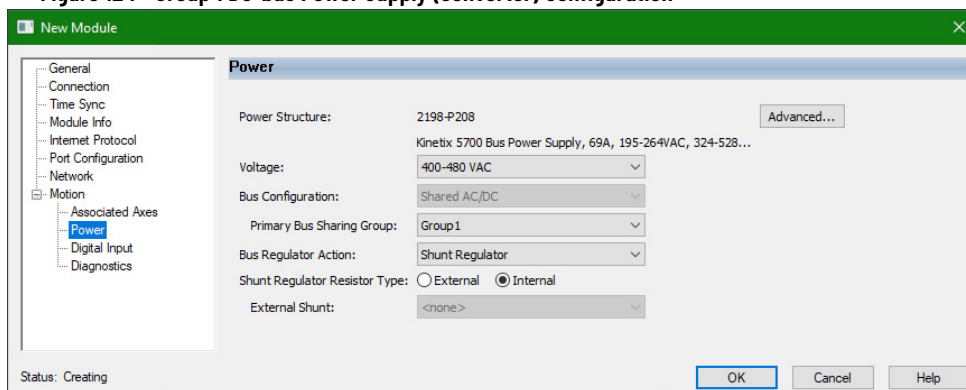 New Module
General
Connection
Time Sync
Module Info
Internet Protocol
Port Configuration
Network
Motion
Associated Axes
Power
Digital Input
Diagnostics
Power
Power Structure: 2198-P208 Advanced...
Kinetix 5700 Bus Power Supply, 69A, 195-264VAC, 324-528...
Voltage: 400-480 VAC
Bus Configuration: Shared AC/DC
Primary Bus Sharing Group: Group1
Bus Regulator Action: Shunt Regulator
Shunt Regulator Resistor Type: External Internal
External Shunt: <none>
Status: Creating
OK Cancel Help